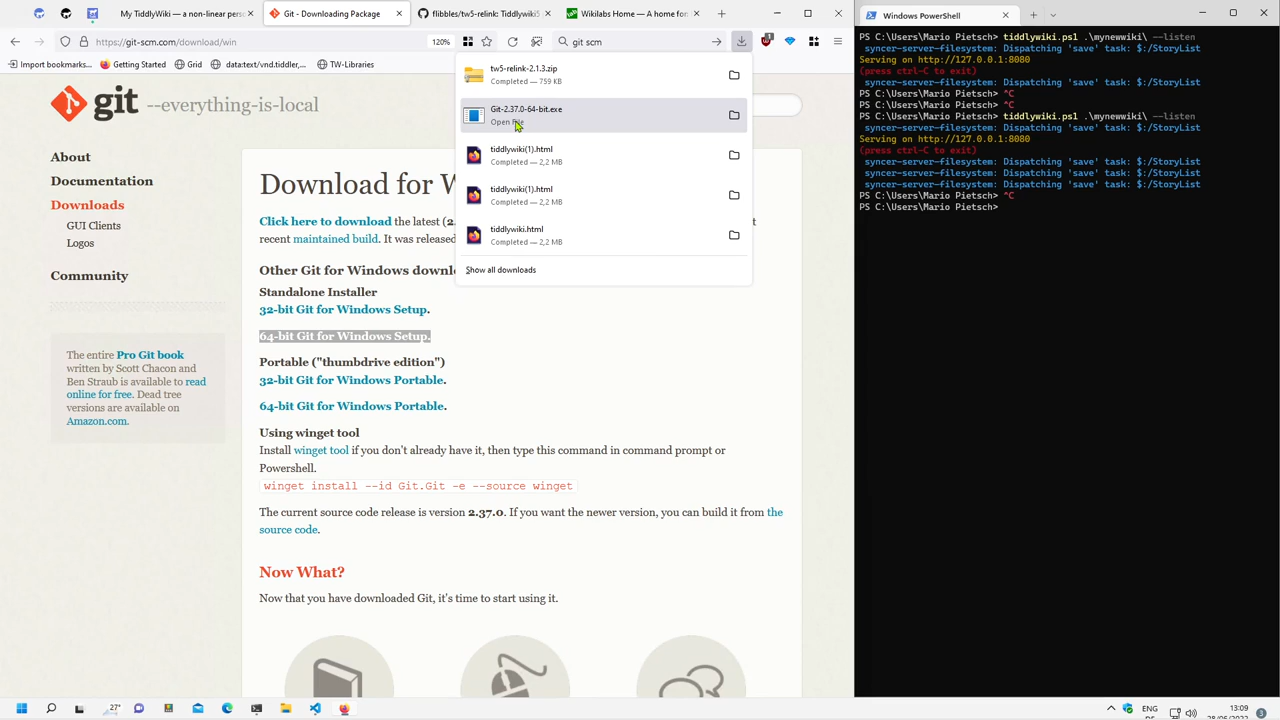 My TiddlyWiki — a non-linear pers
Git - Downloading Package
flibbles/tw5-relink: Tiddlywiki5
Wikilabs Home — A home for
Windows PowerShell
https://git-scm.com/download/win
120%
git scm
Import bookmarks...
Getting Started
Grid
data:text/vnd.tiddler,...
TW-Libraries
git --everything-is-local
About
Documentation
Downloads
GUI Clients
Logos
Community
The entire Pro Git book
written by Scott Chacon and
Ben Straub is available to read
online for free. Dead tree
versions are available on
Amazon.com.
tw5-relink-2.1.3.zip
Completed — 759 KB
Git-2.37.0-64-bit.exe
Open File
tiddlywiki(1).html
Completed — 2,2 MB
tiddlywiki(1).html
Completed — 2,2 MB
tiddlywiki.html
Completed — 2,2 MB
Show all downloads
Download for W
Click here to download the latest (2.
recent maintained build. It was released
Other Git for Windows downl
Standalone Installer
32-bit Git for Windows Setup.
64-bit Git for Windows Setup.
Portable ("thumbdrive edition")
32-bit Git for Windows Portable.
64-bit Git for Windows Portable.
Using winget tool
Install winget tool if you don't already have it, then type this command in command prompt or
Powershell.
winget install --id Git.Git -e --source winget
The current source code release is version 2.37.0. If you want the newer version, you can build it from the
source code.
Now What?
Now that you have downloaded Git, it's time to start using it.
PS C:\Users\Mario Pietsch> tiddlywiki.ps1 .\mynewwiki\ --listen
syncer-server-filesystem: Dispatching 'save' task: $:/StoryList
Serving on http://127.0.0.1:8080
(press ctrl-C to exit)
syncer-server-filesystem: Dispatching 'save' task: $:/StoryList
PS C:\Users\Mario Pietsch> ^C
PS C:\Users\Mario Pietsch> ^C
PS C:\Users\Mario Pietsch> tiddlywiki.ps1 .\mynewwiki\ --listen
syncer-server-filesystem: Dispatching 'save' task: $:/StoryList
Serving on http://127.0.0.1:8080
(press ctrl-C to exit)
syncer-server-filesystem: Dispatching 'save' task: $:/StoryList
syncer-server-filesystem: Dispatching 'save' task: $:/StoryList
syncer-server-filesystem: Dispatching 'save' task: $:/StoryList
PS C:\Users\Mario Pietsch> ^C
PS C:\Users\Mario Pietsch>
27°
ENG
13:09